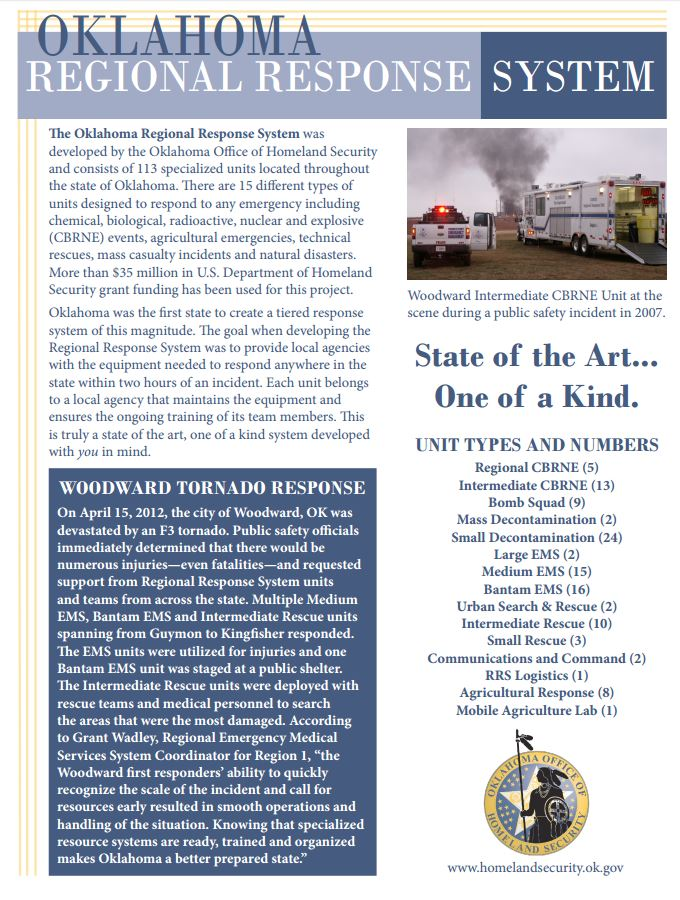 OKLAHOMA
REGIONAL RESPONSE SYSTEM
The Oklahoma Regional Response System was
developed by the Oklahoma Office of Homeland Security
and consists of 113 specialized units located throughout
the state of Oklahoma. There are 15 different types of
units designed to respond to any emergency including
chemical, biological, radioactive, nuclear and explosive
(CBRNE) events, agricultural emergencies, technical
rescues, mass casualty incidents and natural disasters.
More than $35 million in U.S. Department of Homeland
Security grant funding has been used for this project.
Oklahoma was the first state to create a tiered response
system of this magnitude. The goal when developing the
Regional Response System was to provide local agencies
with the equipment needed to respond anywhere in the
state within two hours of an incident. Each unit belongs
to a local agency that maintains the equipment and
ensures the ongoing training of its team members. This
is truly a state of the art, one of a kind system developed
with you in mind.
WOODWARD TORNADO RESPONSE
On April 15, 2012, the city of Woodward, OK was
devastated by an F3 tornado. Public safety officials
immediately determined that there would be
numerous injuries—even fatalities—and requested
support from Regional Response System units
and teams from across the state. Multiple Medium
EMS, Bantam EMS and Intermediate Rescue units
spanning from Guymon to Kingfisher responded.
The EMS units were utilized for injuries and one
Bantam EMS unit was staged at a public shelter.
The Intermediate Rescue units were deployed with
rescue teams and medical personnel to search
the areas that were the most damaged. According
to Grant Wadley, Regional Emergency Medical
Services System Coordinator for Region 1, “the
Woodward first responders’ ability to quickly
recognize the scale of the incident and call for
resources early resulted in smooth operations and
handling of the situation. Knowing that specialized
resource systems are ready, trained and organized
makes Oklahoma a better prepared state.”
Woodward Intermediate CBRNE Unit at the
scene during a public safety incident in 2007.
State of the Art...
One of a Kind.
UNIT TYPES AND NUMBERS
Regional CBRNE (5)
Intermediate CBRNE (13)
Bomb Squad (9)
Mass Decontamination (2)
Small Decontamination (24)
Large EMS (2)
Medium EMS (15)
Bantam EMS (16)
Urban Search & Rescue (2)
Intermediate Rescue (10)
Small Rescue (3)
Communications and Command (2)
RRS Logistics (1)
Agricultural Response (8)
Mobile Agriculture Lab (1)
OKLAHOMA OFFICE OF
HOMELAND SECURITY
www.homelandsecurity.ok.gov